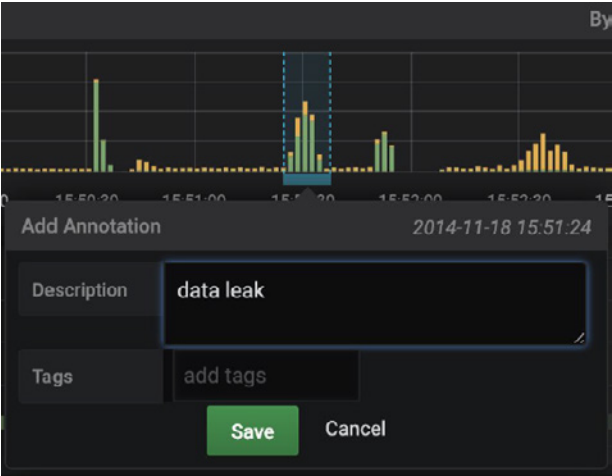 By
15:50:30 15:51:00 15:52:00 15:52:30
Add Annotation 2014-11-18 15:51:24
Description data leak
Tags add tags
Save Cancel